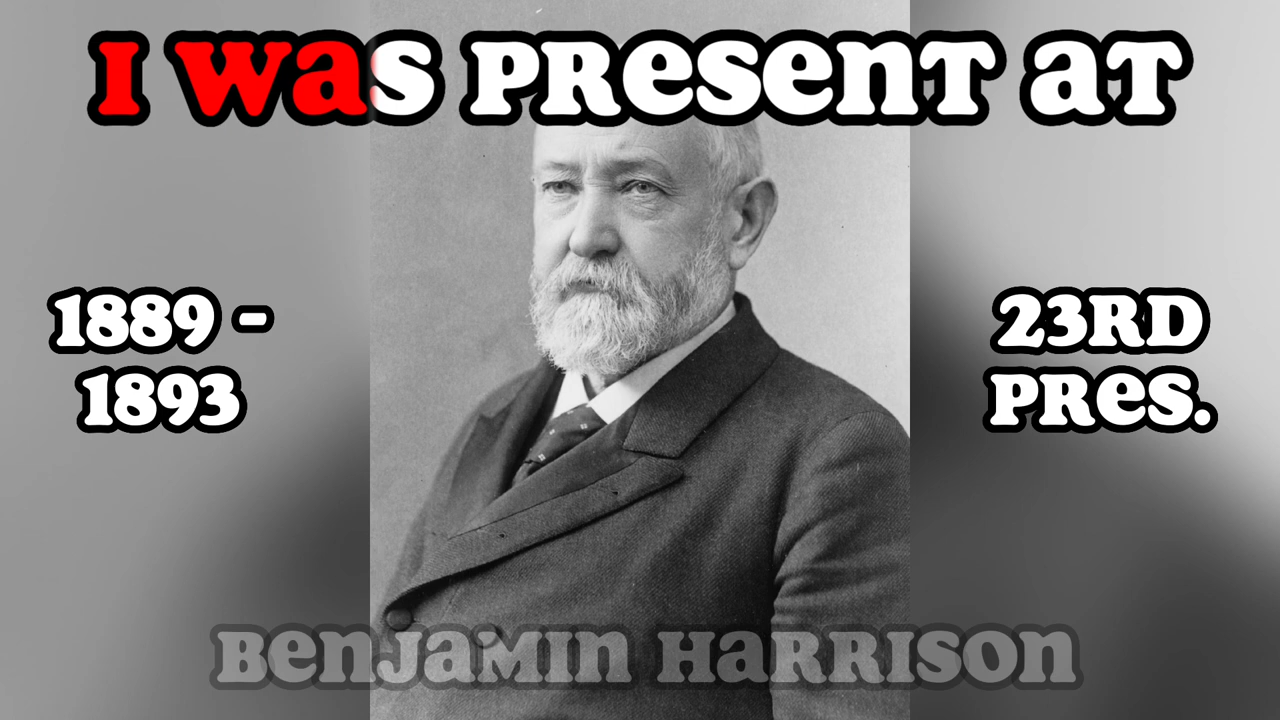 I was present at
1889 -
1893
23RD
Pres.
Benjamin Harrison